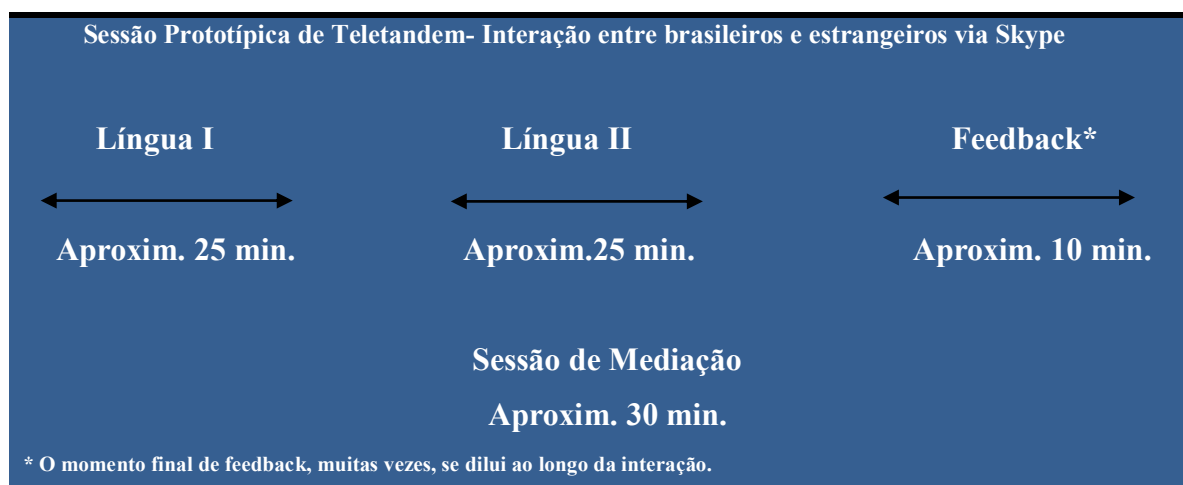 Sessão Prototípica de Teletandem- Interação entre brasileiros e estrangeiros via Skype
Língua I
Língua II
Feedback*
Aproxim. 25 min.
Aproxim.25 min.
Aproxim. 10 min.
Sessão de Mediação
Aproxim. 30 min.
* O momento final de feedback, muitas vezes, se dilui ao longo da interação.